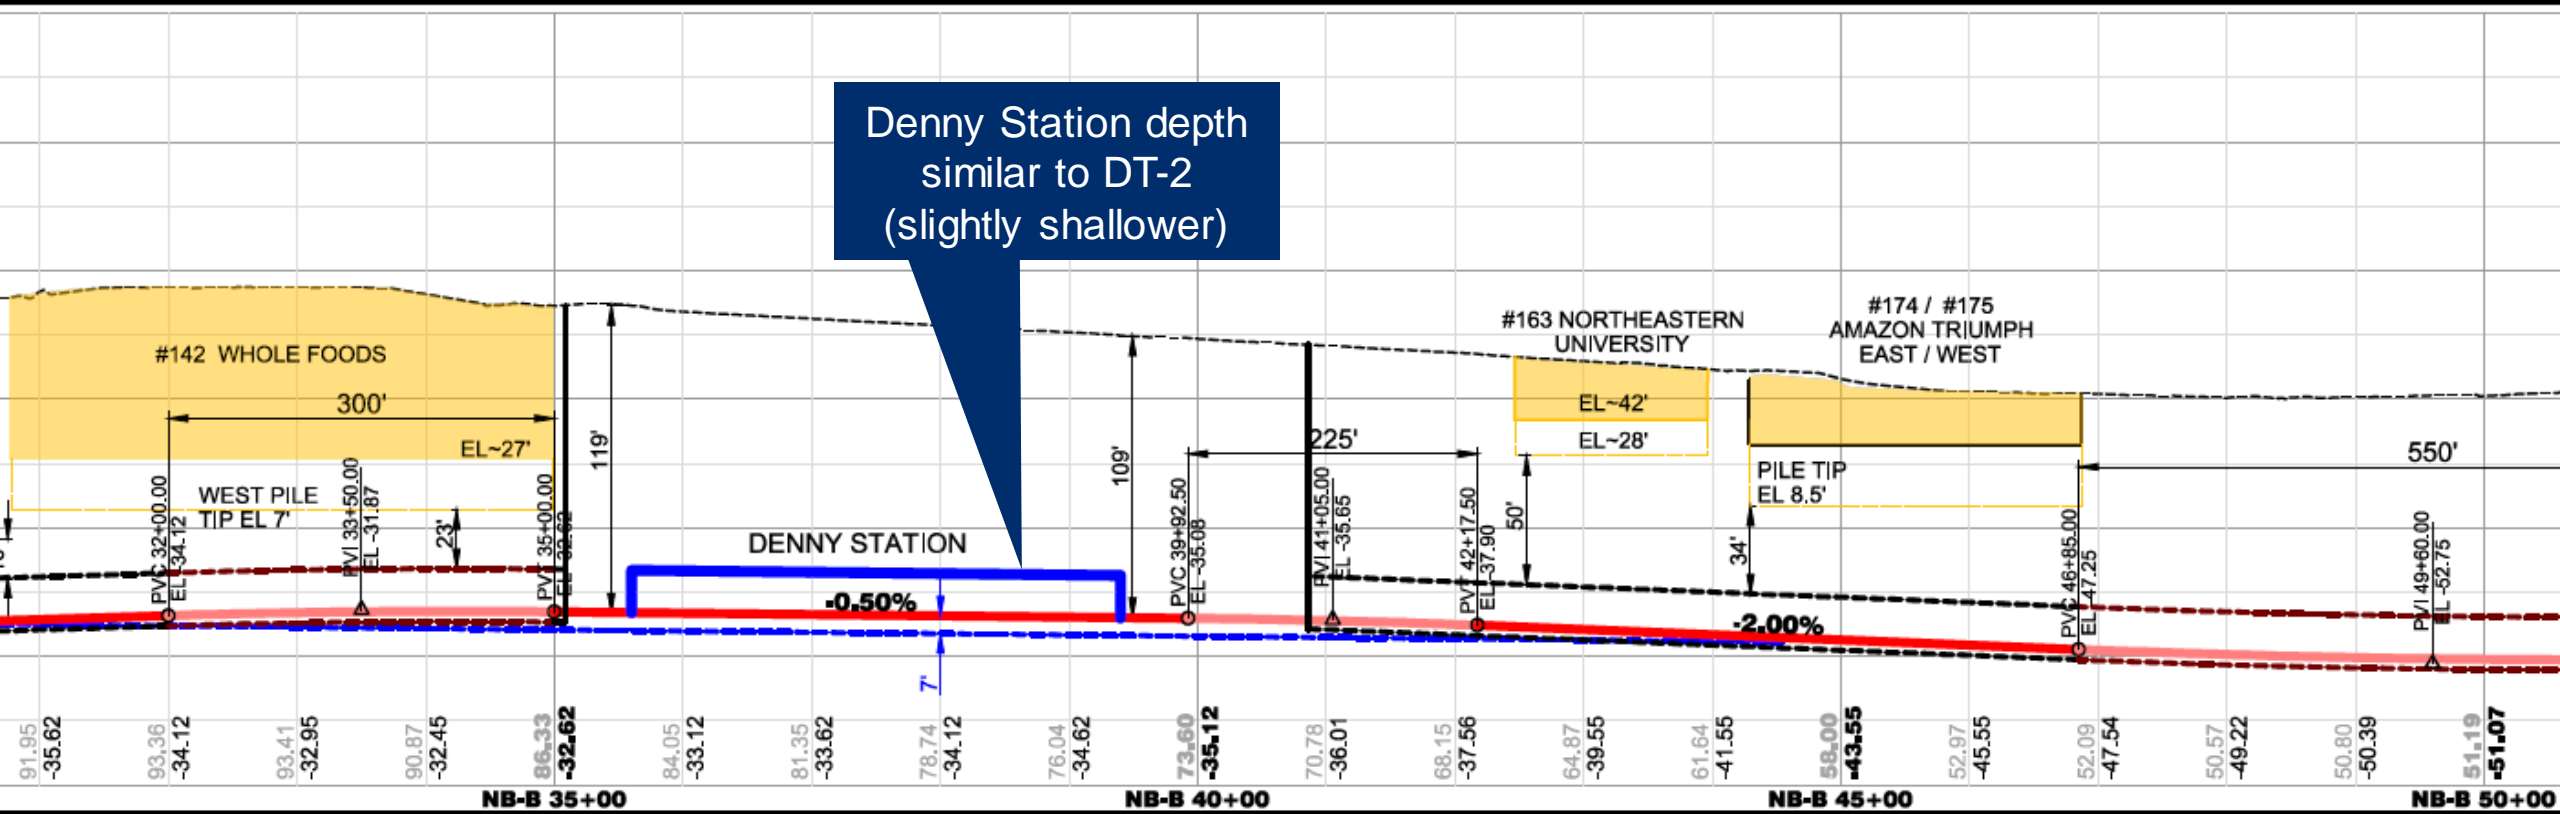 Denny Station depth
similar to DT-2
(slightly shallower)
#142 WHOLE FOODS
300'
EL~27'
WEST PILE
TIP EL 7'
23'
PVC 32+00.00
EL -34.12
PVI 33+50.00
EL -31.87
PVT 35+00.00
EL -32.62
119'
DENNY STATION
-0.50%
7'
109'
PVC 39+92.50
EL -35.08
225'
PVI 41+05.00
EL -35.65
PVT 42+17.50
EL -37.90
#163 NORTHEASTERN
UNIVERSITY
EL~42'
EL~28'
50'
#174 / #175
AMAZON TRIUMPH
EAST / WEST
PILE TIP
EL 8.5'
34'
-2.00%
PVC 46+85.00
EL -47.25
550'
PVI 49+60.00
EL -52.75
91.95
-35.62
93.36
-34.12
93.41
-32.95
90.87
-32.45
86.33
-32.62
84.05
-33.12
81.35
-33.62
78.74
-34.12
76.04
-34.62
73.60
-35.12
70.78
-36.01
68.15
-37.56
64.87
-39.55
61.64
-41.55
58.00
-43.55
52.97
-45.55
52.09
-47.54
50.57
-49.22
50.80
-50.39
51.19
-51.07
NB-B 35+00
NB-B 40+00
NB-B 45+00
NB-B 50+00